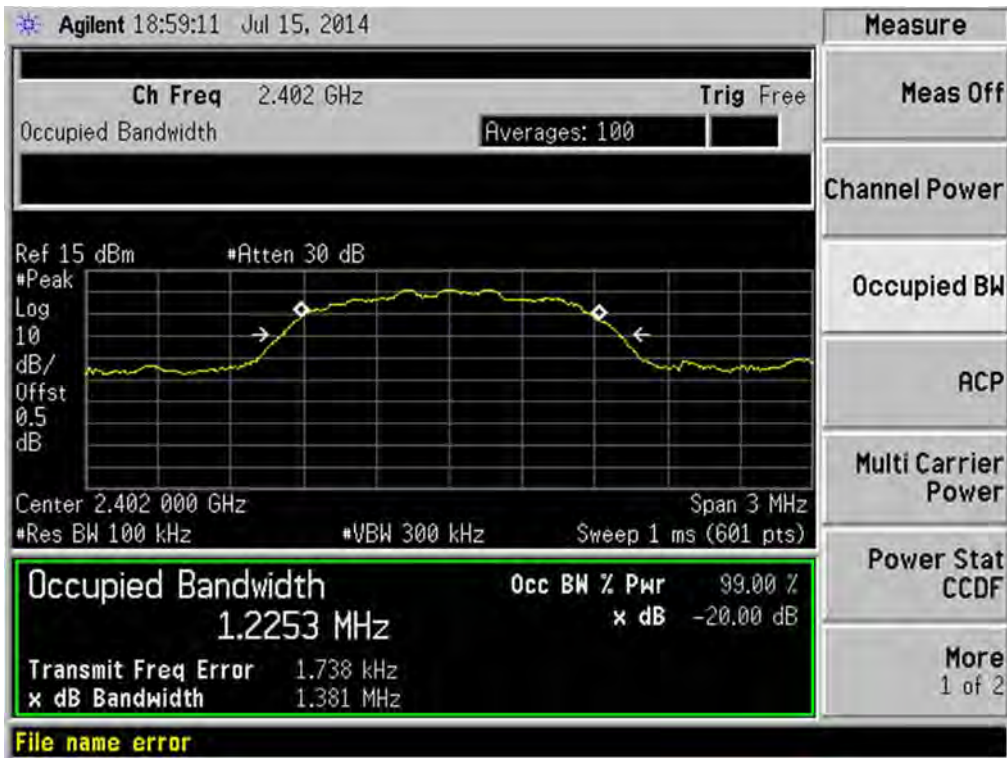 Agilent 18:59:11 Jul 15, 2014
Measure
Ch Freq 2.402 GHz Trig Free
Occupied Bandwidth Averages: 100
Meas Off
Channel Power
Occupied BW
ACP
Multi Carrier
Power
Power Stat
CCDF
More
1 of 2
Ref 15 dBm #Atten 30 dB
#Peak
Log
10
dB/
Offst
0.5
dB
Center 2.402 000 GHz Span 3 MHz
#Res BW 100 kHz #VBW 300 kHz Sweep 1 ms (601 pts)
Occupied Bandwidth Occ BW % Pwr 99.00 %
1.2253 MHz x dB -20.00 dB
Transmit Freq Error 1.738 kHz
x dB Bandwidth 1.381 MHz
File name error